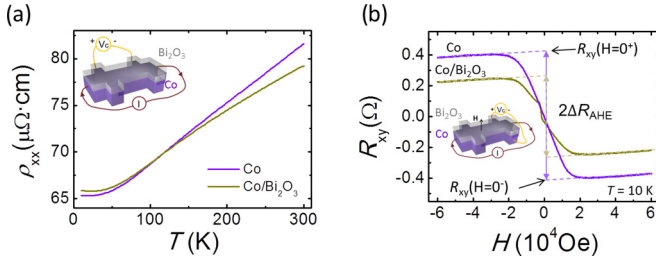 (a)
ρxx(μΩ·cm)
80
75
70
65
0
100
200
300
T (K)
+ Vc -
Bi2O3
Co
I
Co
Co/Bi2O3
(b)
Rxy(Ω)
0.4
0.2
0.0
-0.2
-0.4
-6
-4
-2
0
2
4
6
H (10⁴Oe)
Co
Co/Bi2O3
Rxy(H=0⁺)
2ΔRAHE
Bi2O3
Co
H
+ Vc -
I
Rxy(H=0⁻)
T = 10 K